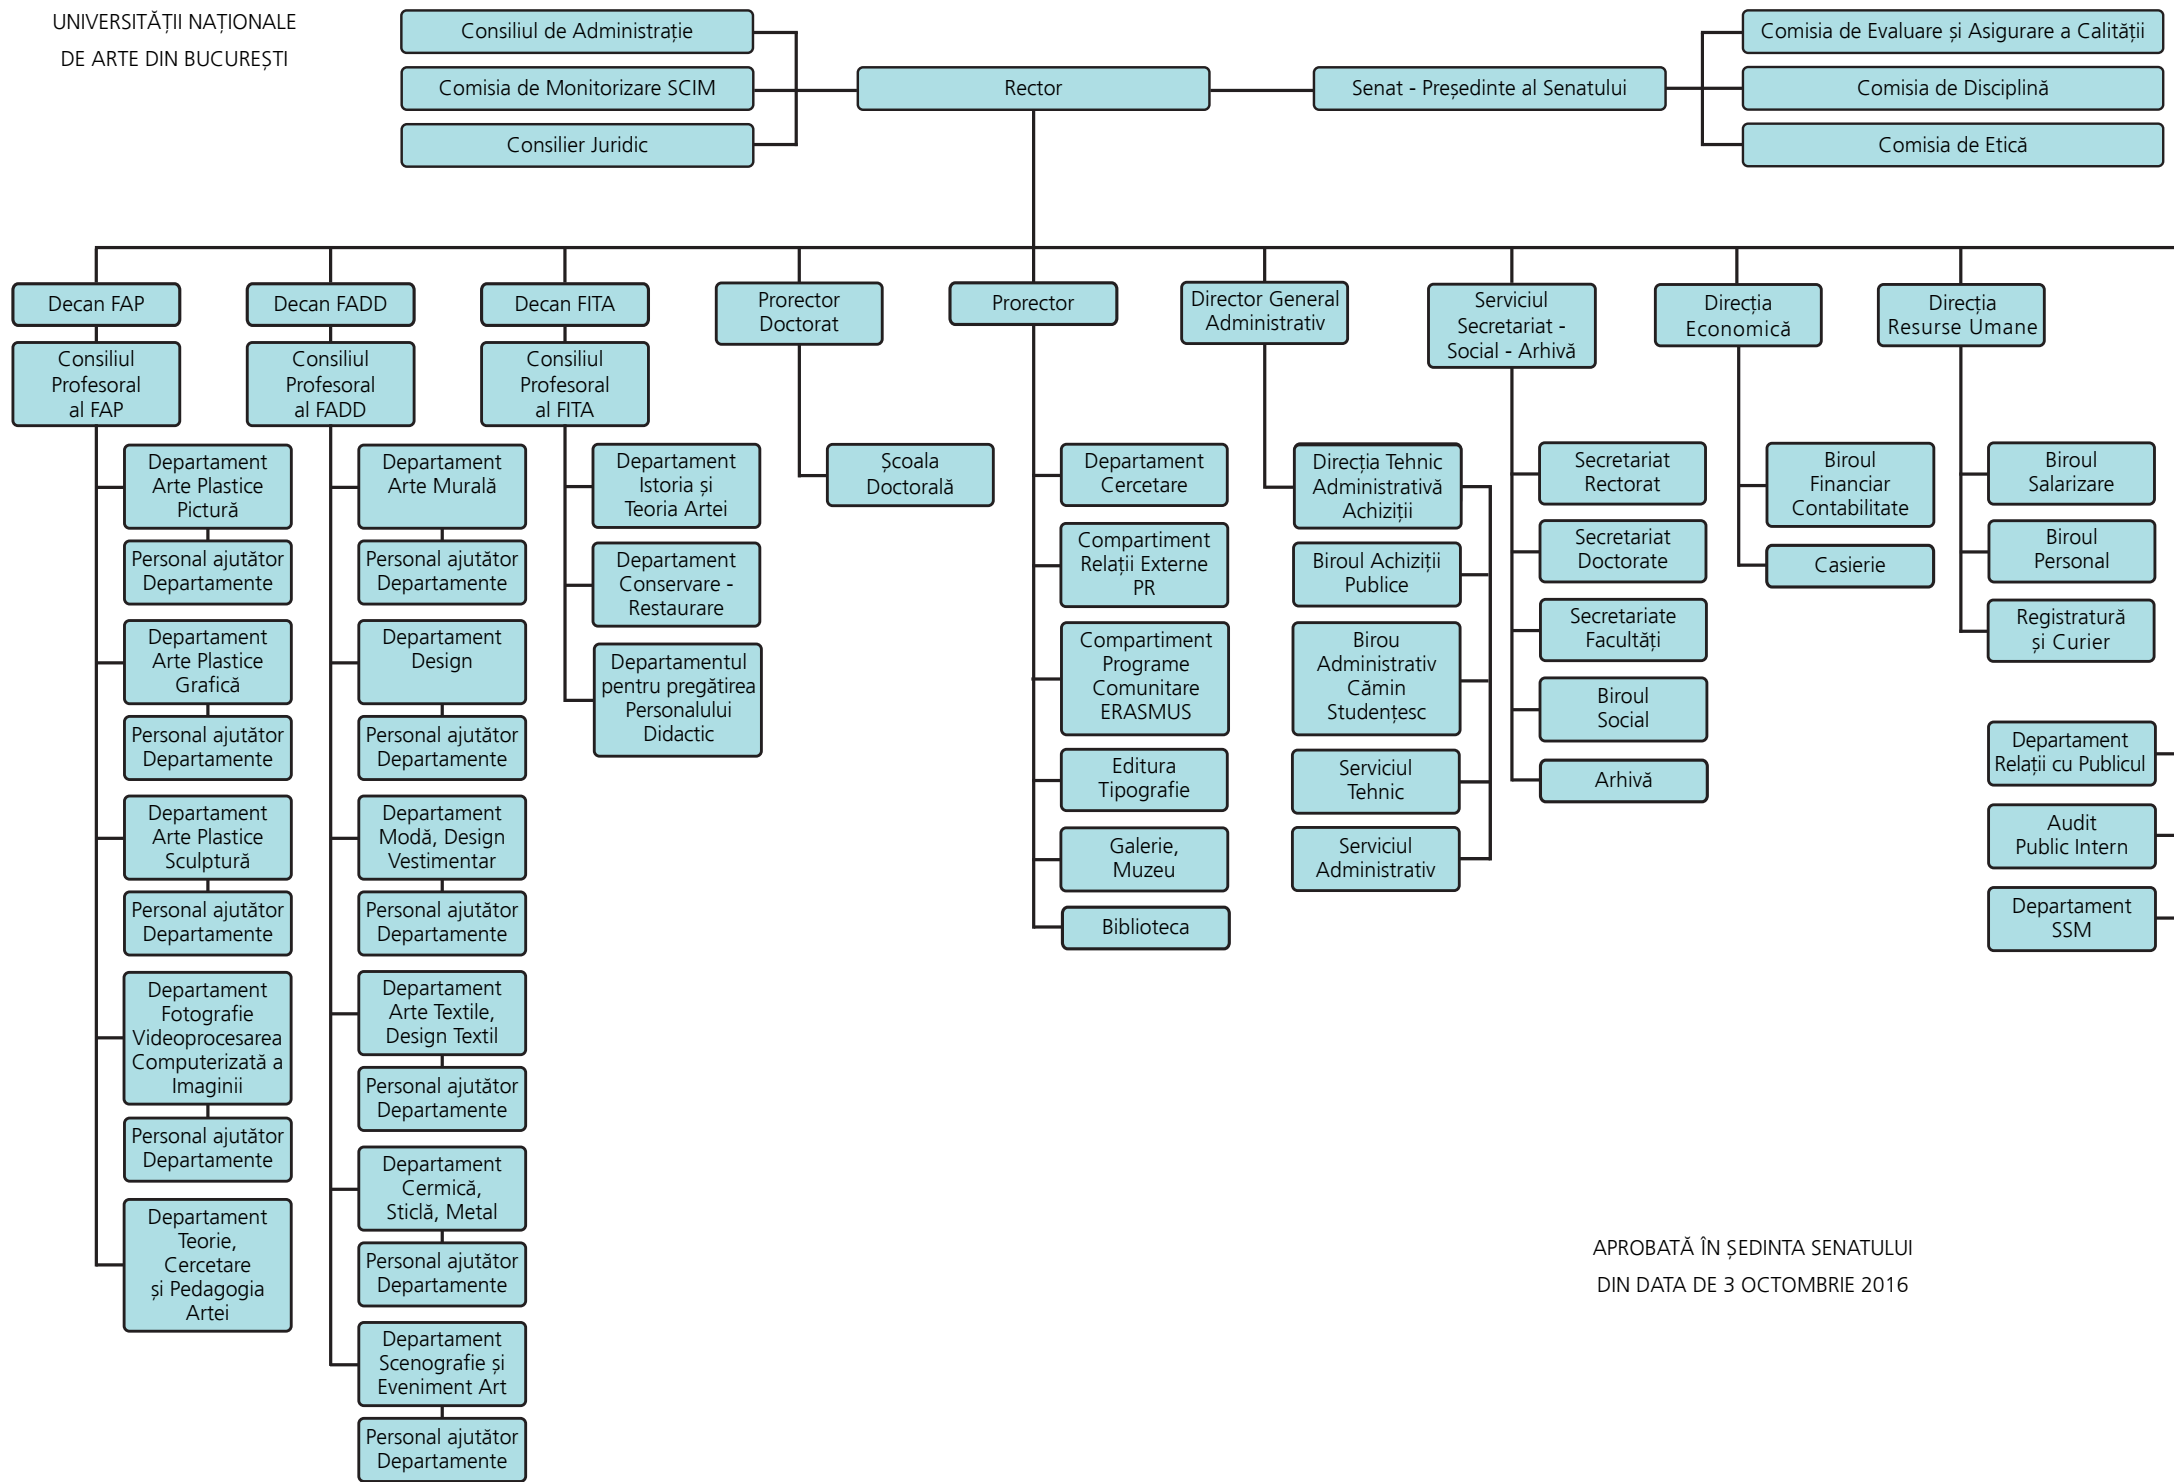 UNIVERSITĂȚII NAȚIONALE
DE ARTE DIN BUCUREȘTI
Consiliul de Administrație
Comisia de Monitorizare SCIM
Consilier Juridic
Rector
Senat - Președinte al Senatului
Comisia de Evaluare și Asigurare a Calității
Comisia de Disciplină
Comisia de Etică
Decan FAP
Consiliul
Profesoral
al FAP
Departament
Arte Plastice
Pictură
Personal ajutător
Departamente
Departament
Arte Plastice
Grafică
Personal ajutător
Departamente
Departament
Arte Plastice
Sculptură
Personal ajutător
Departamente
Departament
Fotografie
Videoprocesarea
Computerizată a
Imaginii
Personal ajutător
Departamente
Departament
Teorie,
Cercetare
și Pedagogia
Artei
Decan FADD
Consiliul
Profesoral
al FADD
Departament
Arte Murală
Personal ajutător
Departamente
Departament
Design
Personal ajutător
Departamente
Departament
Modă, Design
Vestimentar
Personal ajutător
Departamente
Departament
Arte Textile,
Design Textil
Personal ajutător
Departamente
Departament
Cermică,
Sticlă, Metal
Personal ajutător
Departamente
Departament
Scenografie și
Eveniment Art
Personal ajutător
Departamente
Decan FITA
Consiliul
Profesoral
al FITA
Departament
Istoria și
Teoria Artei
Departament
Conservare -
Restaurare
Departamentul
pentru pregătirea
Personalului
Didactic
Prorector
Doctorat
Școala
Doctorală
Prorector
Departament
Cercetare
Compartiment
Relații Externe
PR
Compartiment
Programe
Comunitare
ERASMUS
Editura
Tipografie
Galerie,
Muzeu
Biblioteca
Director General
Administrativ
Direcția Tehnic
Administrativă
Achiziții
Biroul Achiziții
Publice
Birou
Administrativ
Cămin
Studențesc
Serviciul
Tehnic
Serviciul
Administrativ
Serviciul
Secretariat -
Social - Arhivă
Secretariat
Rectorat
Secretariat
Doctorate
Secretariate
Facultăți
Biroul
Social
Arhivă
Direcția
Economică
Biroul
Financiar
Contabilitate
Casierie
Direcția
Resurse Umane
Biroul
Salarizare
Biroul
Personal
Registratură
și Curier
Departament
Relații cu Publicul
Audit
Public Intern
Departament
SSM
APROBATĂ ÎN ȘEDINTA SENATULUI
DIN DATA DE 3 OCTOMBRIE 2016